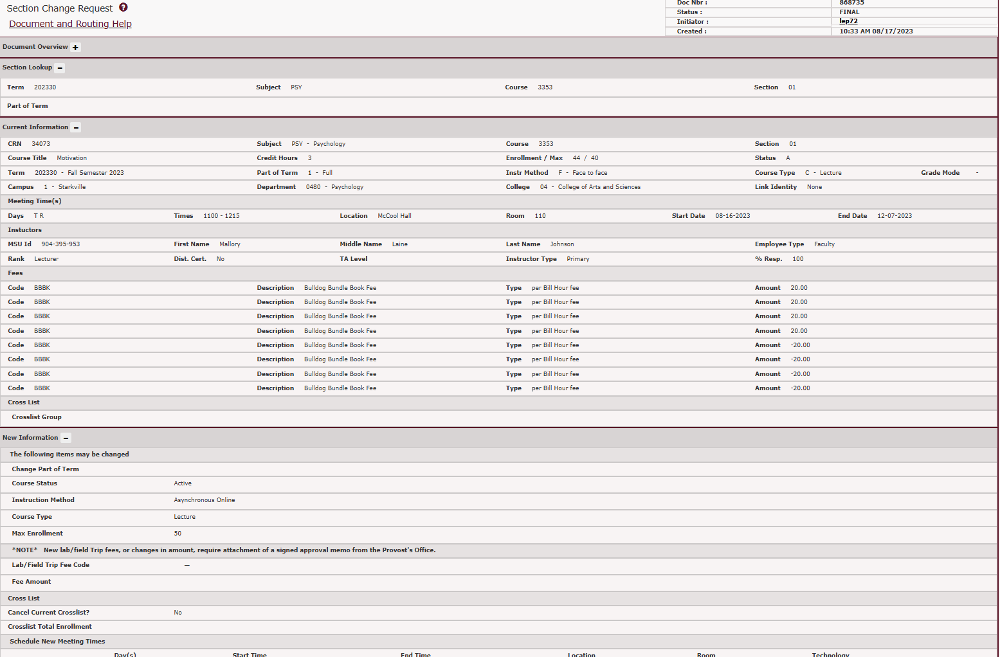 Section Change Request ?
Document and Routing Help
Doc Nbr : 868735
Status : FINAL
Initiator : lep72
Created : 10:33 AM 08/17/2023
Document Overview +
Section Lookup −
Term 202330 Subject PSY Course 3353 Section 01
Part of Term
Current Information −
CRN 34073 Subject PSY - Psychology Course 3353 Section 01
Course Title Motivation Credit Hours 3 Enrollment / Max 44 / 40 Status A
Term 202330 - Fall Semester 2023 Part of Term 1 - Full Instr Method F - Face to face Course Type C - Lecture Grade Mode -
Campus 1 - Starkville Department 0480 - Psychology College 04 - College of Arts and Sciences Link Identity None
Meeting Time(s)
Days T R Times 1100 - 1215 Location McCool Hall Room 110 Start Date 08-16-2023 End Date 12-07-2023
Instuctors
MSU Id 904-395-953 First Name Mallory Middle Name Laine Last Name Johnson Employee Type Faculty
Rank Lecturer Dist. Cert. No TA Level Instructor Type Primary % Resp. 100
Fees
Code BBBK Description Bulldog Bundle Book Fee Type per Bill Hour fee Amount 20.00
Code BBBK Description Bulldog Bundle Book Fee Type per Bill Hour fee Amount 20.00
Code BBBK Description Bulldog Bundle Book Fee Type per Bill Hour fee Amount 20.00
Code BBBK Description Bulldog Bundle Book Fee Type per Bill Hour fee Amount 20.00
Code BBBK Description Bulldog Bundle Book Fee Type per Bill Hour fee Amount -20.00
Code BBBK Description Bulldog Bundle Book Fee Type per Bill Hour fee Amount -20.00
Code BBBK Description Bulldog Bundle Book Fee Type per Bill Hour fee Amount -20.00
Code BBBK Description Bulldog Bundle Book Fee Type per Bill Hour fee Amount -20.00
Cross List
Crosslist Group
New Information −
The following items may be changed
Change Part of Term
Course Status Active
Instruction Method Asynchronous Online
Course Type Lecture
Max Enrollment 50
*NOTE* New lab/field Trip fees, or changes in amount, require attachment of a signed approval memo from the Provost's Office.
Lab/Field Trip Fee Code —
Fee Amount
Cross List
Cancel Current Crosslist? No
Crosslist Total Enrollment
Schedule New Meeting Times
Day(s) Start Time End Time Location Room Technology